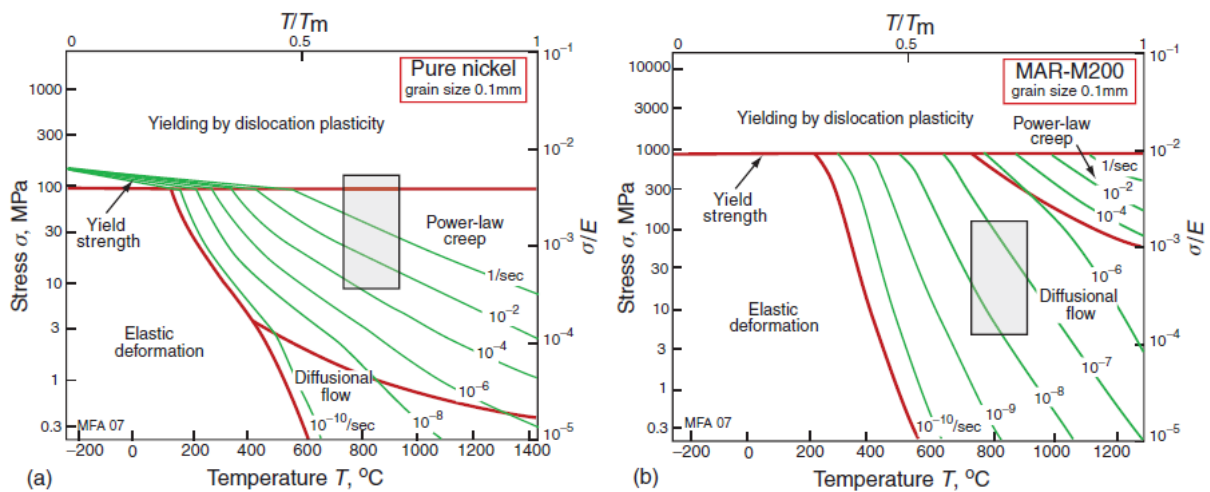 T/Tm
0
0.5
1
Pure nickel
grain size 0.1mm
Yielding by dislocation plasticity
Yield
strength
Power-law
creep
Elastic
deformation
Diffusional
flow
1/sec
10⁻²
10⁻⁴
10⁻⁶
10⁻⁸
10⁻¹⁰/sec
MFA 07
Stress σ, MPa
1000
300
100
30
10
3
1
0.3
10⁻¹
10⁻²
10⁻³
10⁻⁴
10⁻⁵
σ/E
−200
0
200
400
600
800
1000
1200
1400
(a)
Temperature T, °C
T/Tm
0
0.5
1
MAR-M200
grain size 0.1mm
Yielding by dislocation plasticity
Power-law
creep
Yield
strength
1/sec
10⁻²
10⁻⁴
10⁻⁶
Elastic
deformation
Diffusional
flow
10⁻⁷
10⁻⁸
10⁻⁹
10⁻¹⁰/sec
MFA 07
Stress σ, MPa
10000
3000
1000
300
100
30
10
3
1
0.3
10⁻¹
10⁻²
10⁻³
10⁻⁴
10⁻⁵
σ/E
−200
0
200
400
600
800
1000
1200
(b)
Temperature T, °C